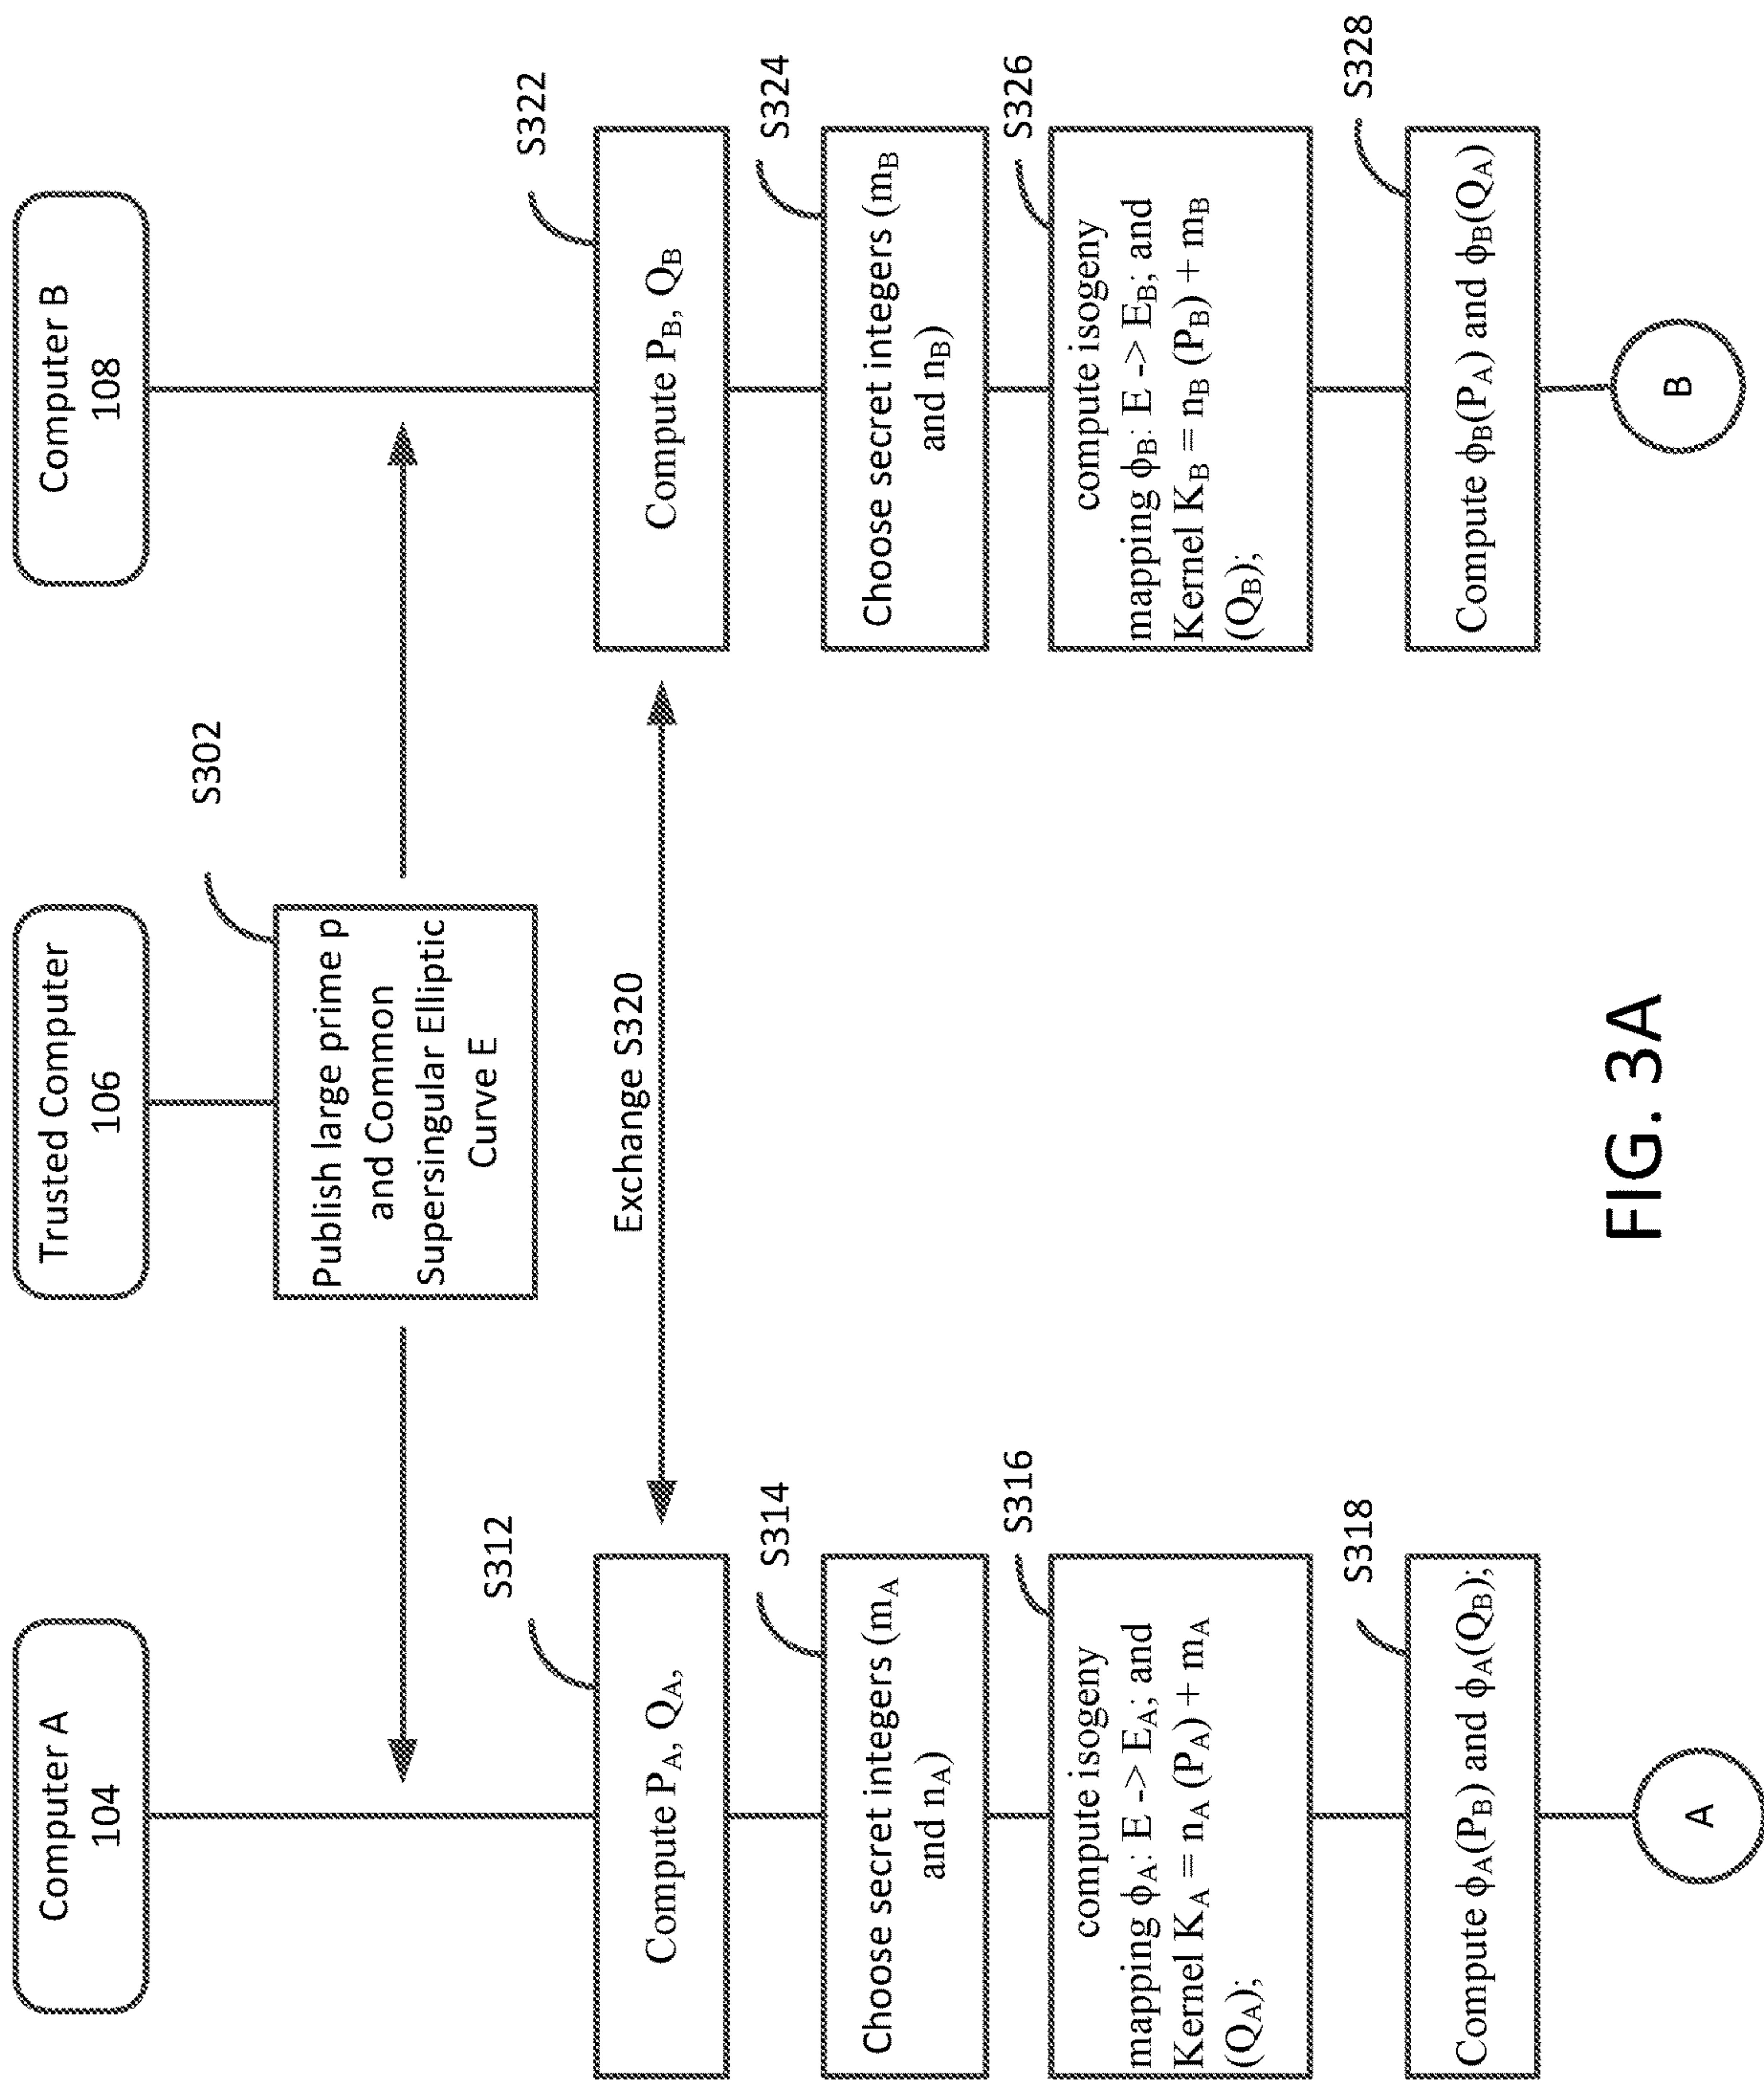 Computer A
104
Trusted Computer
106
Computer B
108
S302
Publish large prime p
and Common
Supersingular Elliptic
Curve E
S312
Compute P_A, Q_A,
Exchange S320
S322
Compute P_B, Q_B
S314
Choose secret integers (m_A
and n_A)
S324
Choose secret integers (m_B
and n_B)
S316
compute isogeny
mapping ϕ_A: E -> E_A; and
Kernel K_A = n_A (P_A) + m_A
(Q_A);
S326
compute isogeny
mapping ϕ_B: E -> E_B; and
Kernel K_B = n_B (P_B) + m_B
(Q_B);
S318
Compute ϕ_A(P_B) and ϕ_A(Q_B);
S328
Compute ϕ_B(P_A) and ϕ_B(Q_A)
A
B
FIG. 3A